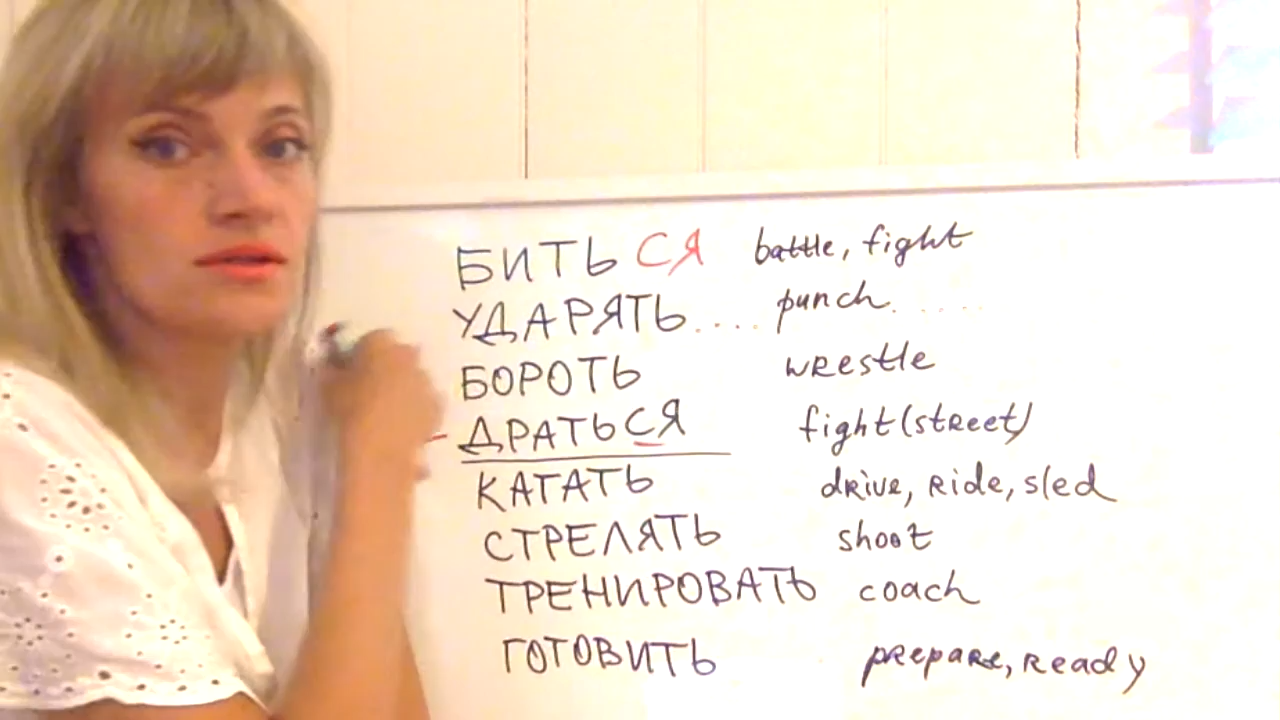 БИТЬСЯ battle, fight
УДАРЯТЬ.... punch......
БОРОТЬ wrestle
ДРАТЬСЯ fight (street)
КАТАТЬ drive, ride, sled
СТРЕЛЯТЬ shoot
ТРЕНИРОВАТЬ coach
ГОТОВИТЬ prepare, ready